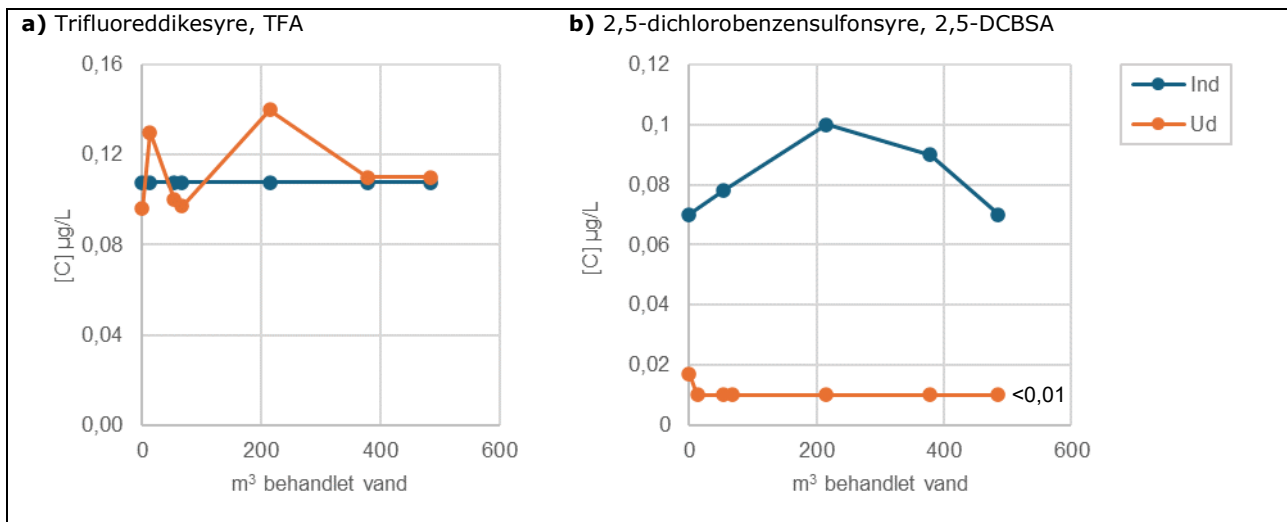 a) Trifluoreddikesyre, TFA
0,16
0,12
0,08
0,04
0,00
[C] µg/L
0 200 400 600
m³ behandlet vand
b) 2,5-dichlorobenzensulfonsyre, 2,5-DCBSA
0,12
0,1
0,08
0,06
0,04
0,02
0
[C] µg/L
<0,01
0 200 400 600
m³ behandlet vand
Ind
Ud